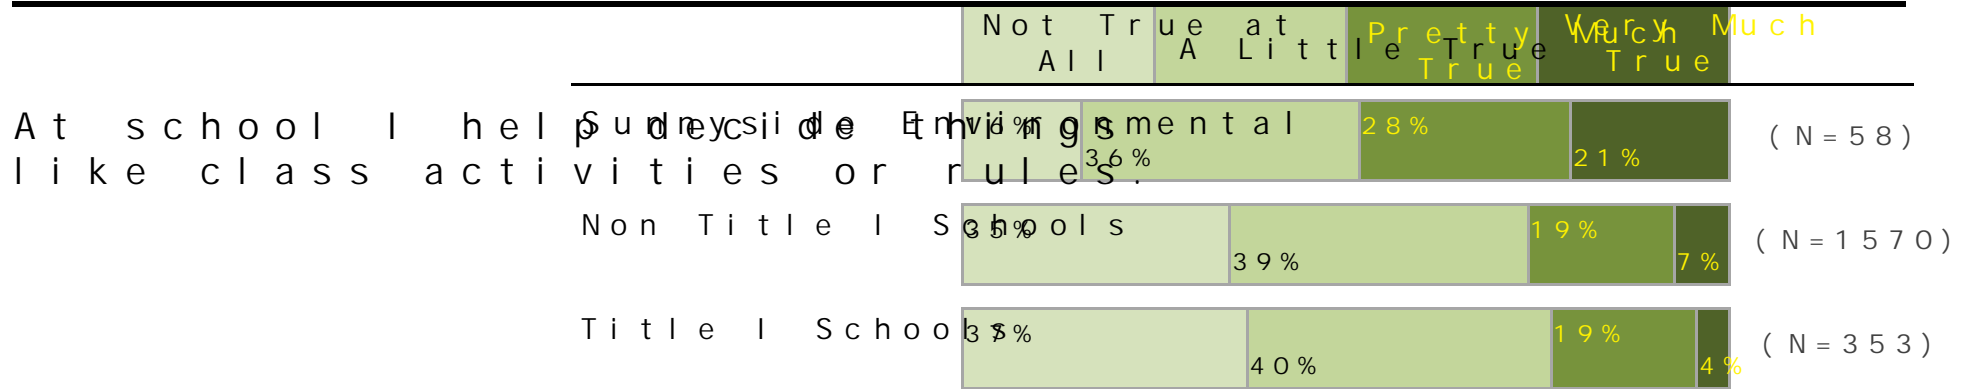 Not True at All
A Little True
Pretty Much True
Very Much True
At school I help decide things
like class activities or rules.
Sunnyside Environmental
16%
36%
28%
21%
(N=58)
Non Title I Schools
35%
39%
19%
7%
(N=1570)
Title I Schools
37%
40%
19%
4%
(N=353)